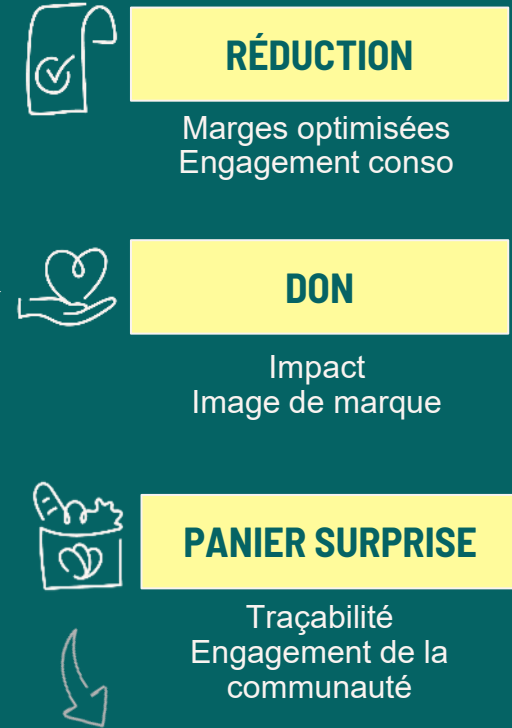 RÉDUCTION
Marges optimisées
Engagement conso
DON
Impact
Image de marque
PANIER SURPRISE
Traçabilité
Engagement de la
communauté